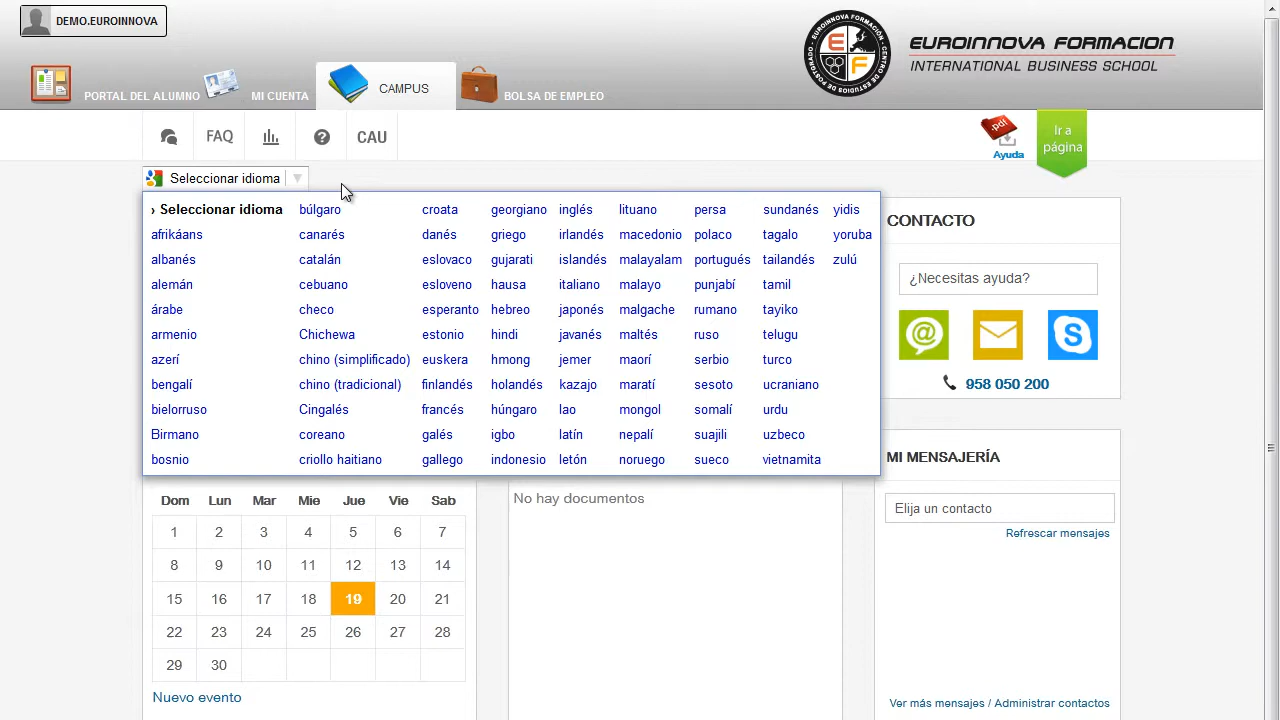 DEMO.EUROINNOVA
EUROINNOVA FORMACION
INTERNATIONAL BUSINESS SCHOOL
EUROINNOVA FORMACIÓN
CENTRO DE ESTUDIOS DE POSTGRADO
E F
PORTAL DEL ALUMNO MI CUENTA CAMPUS BOLSA DE EMPLEO
FAQ ? CAU
.pdf
Ayuda
Ir a
página
Seleccionar idioma
› Seleccionar idioma búlgaro croata georgiano inglés lituano persa sundanés yidis
afrikáans canarés danés griego irlandés macedonio polaco tagalo yoruba
albanés catalán eslovaco gujarati islandés malayalam portugués tailandés zulú
alemán cebuano esloveno hausa italiano malayo punjabí tamil
árabe checo esperanto hebreo japonés malgache rumano tayiko
armenio Chichewa estonio hindi javanés maltés ruso telugu
azerí chino (simplificado) euskera hmong jemer maorí serbio turco
bengalí chino (tradicional) finlandés holandés kazajo maratí sesoto ucraniano
bielorruso Cingalés francés húngaro lao mongol somalí urdu
Birmano coreano galés igbo latín nepalí suajili uzbeco
bosnio criollo haitiano gallego indonesio letón noruego sueco vietnamita
CONTACTO
¿Necesitas ayuda?
958 050 200
Dom Lun Mar Mie Jue Vie Sab
1 2 3 4 5 6 7
8 9 10 11 12 13 14
15 16 17 18 19 20 21
22 23 24 25 26 27 28
29 30
Nuevo evento
No hay documentos
MI MENSAJERÍA
Elija un contacto
Refrescar mensajes
Ver más mensajes / Administrar contactos